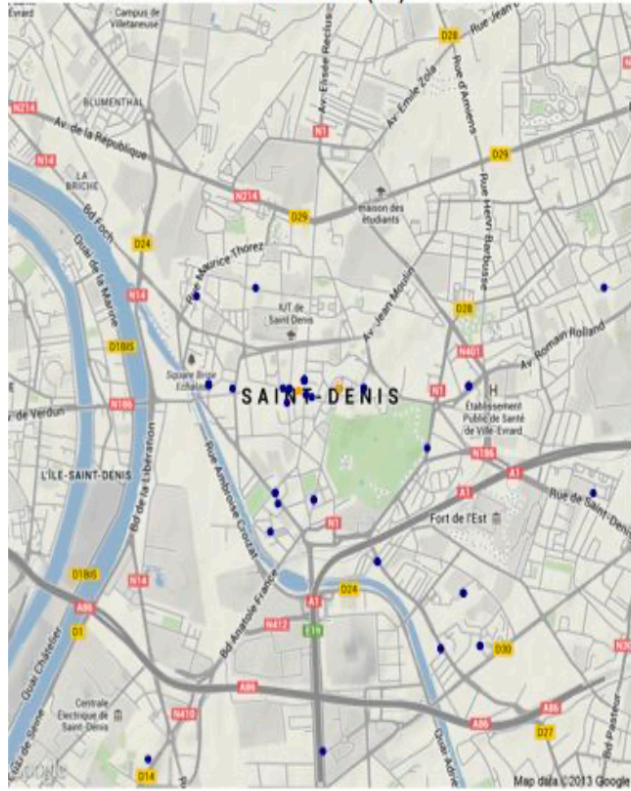 Evrard
Campus de
Villetaneuse
Av. Elisée Reclus
D28
Rue Jean
BLUMENTHAL
Av. Emile Zola
Rue d'Amiens
N214
Av. de la République
N1
N14
D29
LA
BRICHE
N214
maison des
étudiants
Rue Henri Barbusse
Bd Foch
D29
D24
Quai de la Marine
Rue Maurice Thorez
N14
IUT de
Saint Denis
Av. Jean Moulin
D28
D1BIS
N401
Av. Romain Rolland
Square Brise
Echalas
SAINT-DENIS
N1
H
N186
de Verdun
Établissement
Public de Santé
de Ville-Evrard
Rue Ambroise Croizat
N186
L'ÎLE-SAINT-DENIS
Bd de la Libération
A1
A1
Rue de Saint-Denis
N1
Fort de l'Est
D1BIS
N14
D24
A86
A1
Bd Anatole France
D1
N412
E19
D30
Quai Châtelier
A86
Centrale
Électrique de
Saint-Denis
N410
A86
A86
D27
Bd Pasteur
D14
Map data ©2013 Google